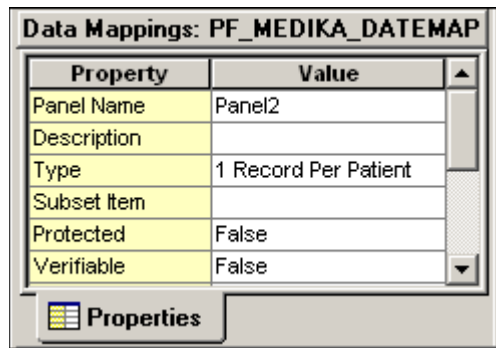 Data Mappings: PF_MEDIKA_DATEMAP
Property Value
Panel Name Panel2
Description
Type 1 Record Per Patient
Subset Item
Protected False
Verifiable False
Properties